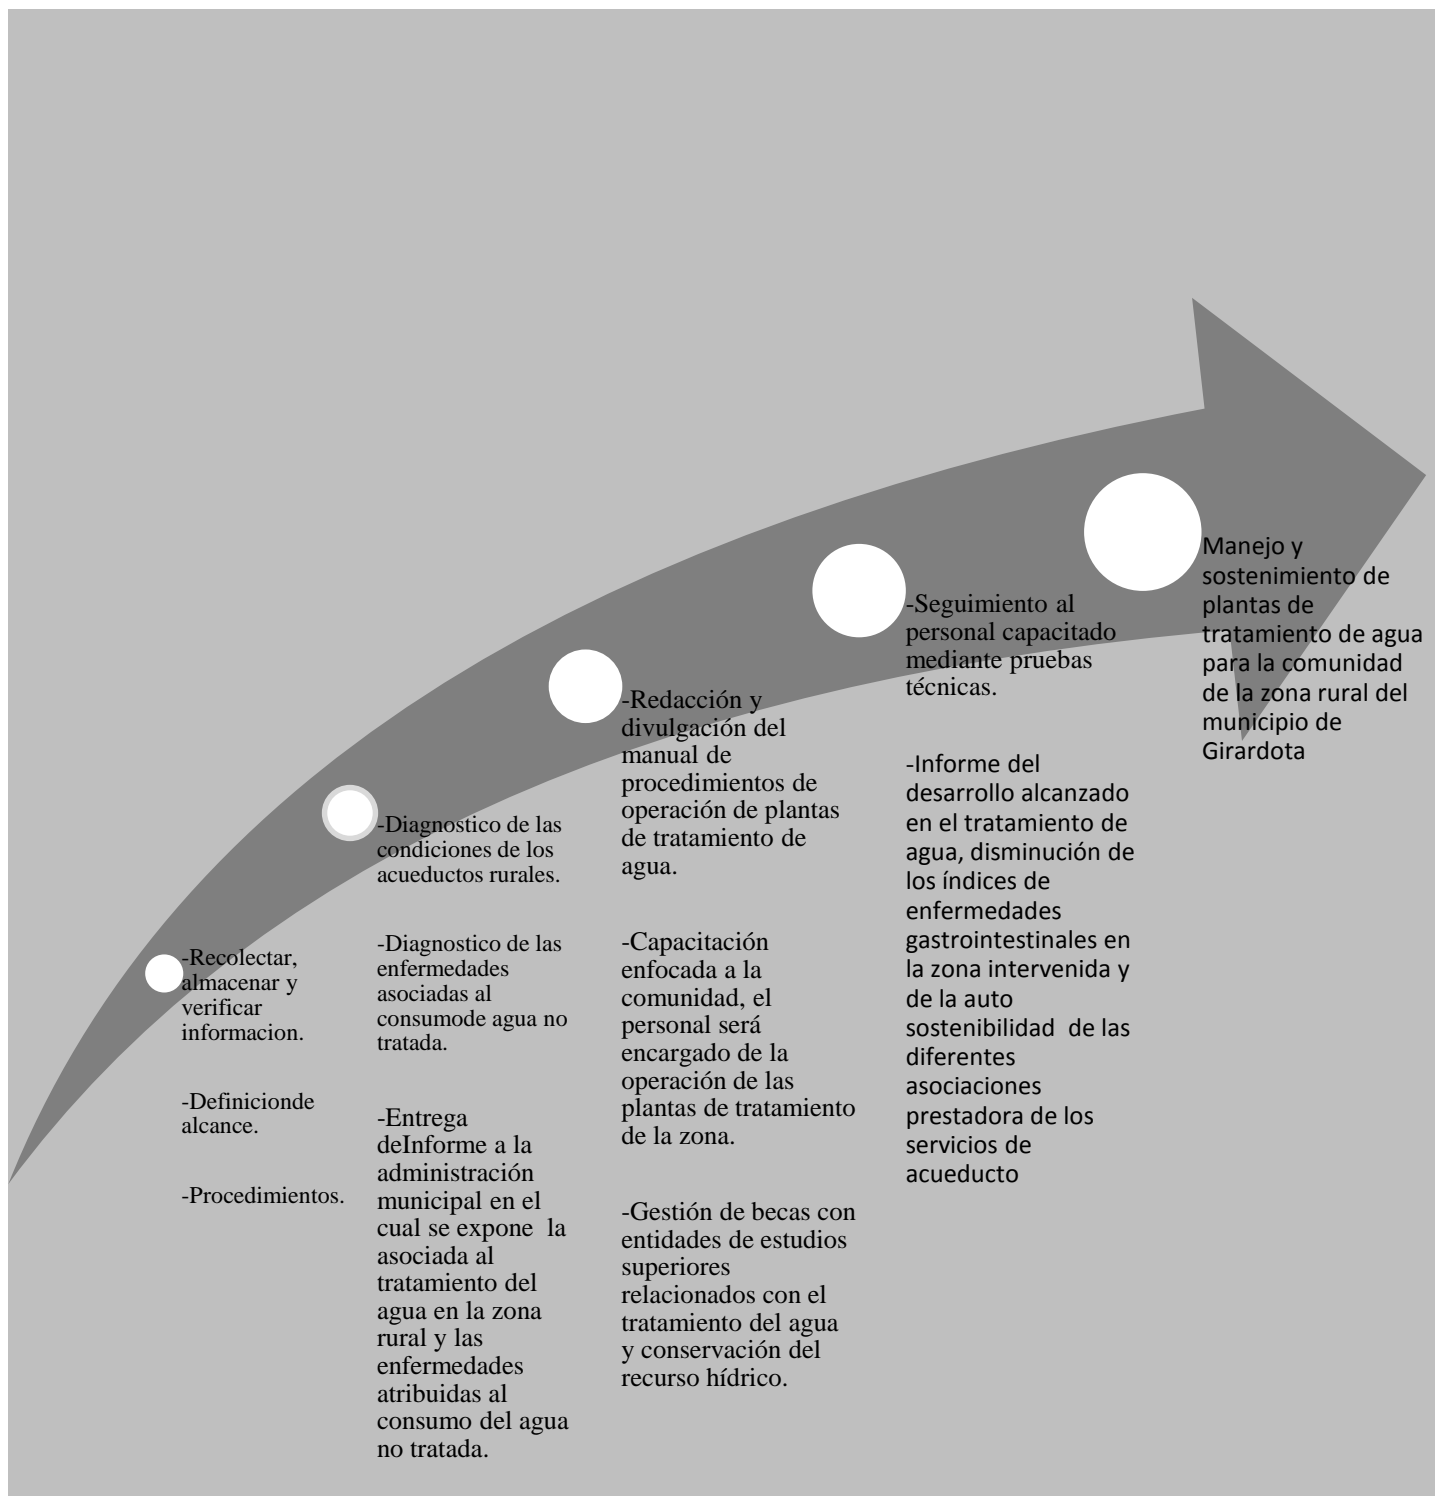 -Recolectar,
almacenar y
verificar
informacion.
-Definicionde
alcance.
-Procedimientos.
-Diagnostico de las
condiciones de los
acueductos rurales.
-Diagnostico de las
enfermedades
asociadas al
consumode agua no
tratada.
-Entrega
deInforme a la
administración
municipal en el
cual se expone  la
asociada al
tratamiento del
agua en la zona
rural y las
enfermedades
atribuidas al
consumo del agua
no tratada.
-Redacción y
divulgación del
manual de
procedimientos de
operación de plantas
de tratamiento de
agua.
-Capacitación
enfocada a la
comunidad, el
personal será
encargado de la
operación de las
plantas de tratamiento
de la zona.
-Gestión de becas con
entidades de estudios
superiores
relacionados con el
tratamiento del agua
y conservación del
recurso hídrico.
-Seguimiento al
personal capacitado
mediante pruebas
técnicas.
-Informe del
desarrollo alcanzado
en el tratamiento de
agua, disminución de
los índices de
enfermedades
gastrointestinales en
la zona intervenida y
de la auto
sostenibilidad  de las
diferentes
asociaciones
prestadora de los
servicios de
acueducto
Manejo y
sostenimiento de
plantas de
tratamiento de agua
para la comunidad
de la zona rural del
municipio de
Girardota